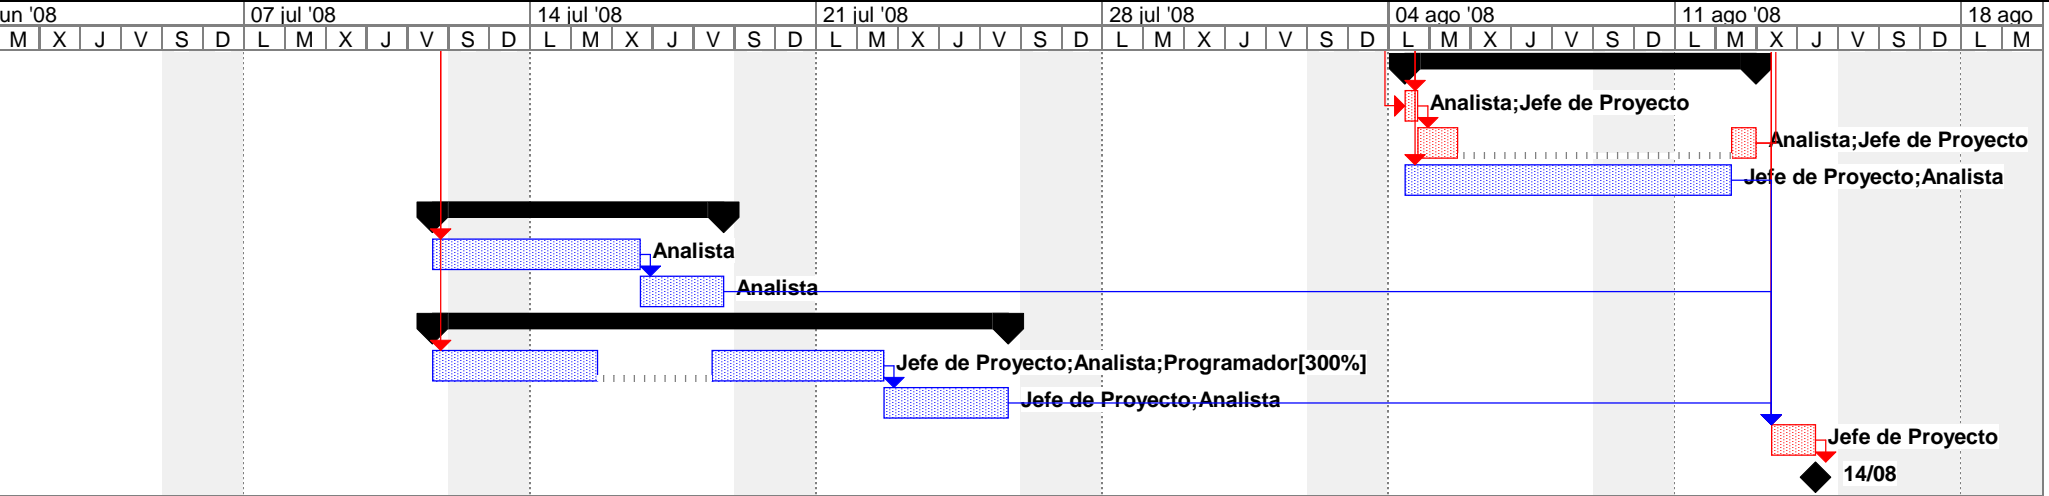 un '08 07 jul '08 14 jul '08 21 jul '08 28 jul '08 04 ago '08 11 ago '08 18 ago
M X J V S D L M X J V S D L M X J V S D L M X J V S D L M X J V S D L M X J V S D L M X J V S D L M
Analista;Jefe de Proyecto
Analista;Jefe de Proyecto
Jefe de Proyecto;Analista
Analista
Analista
Jefe de Proyecto;Analista;Programador[300%]
Jefe de Proyecto;Analista
Jefe de Proyecto
14/08